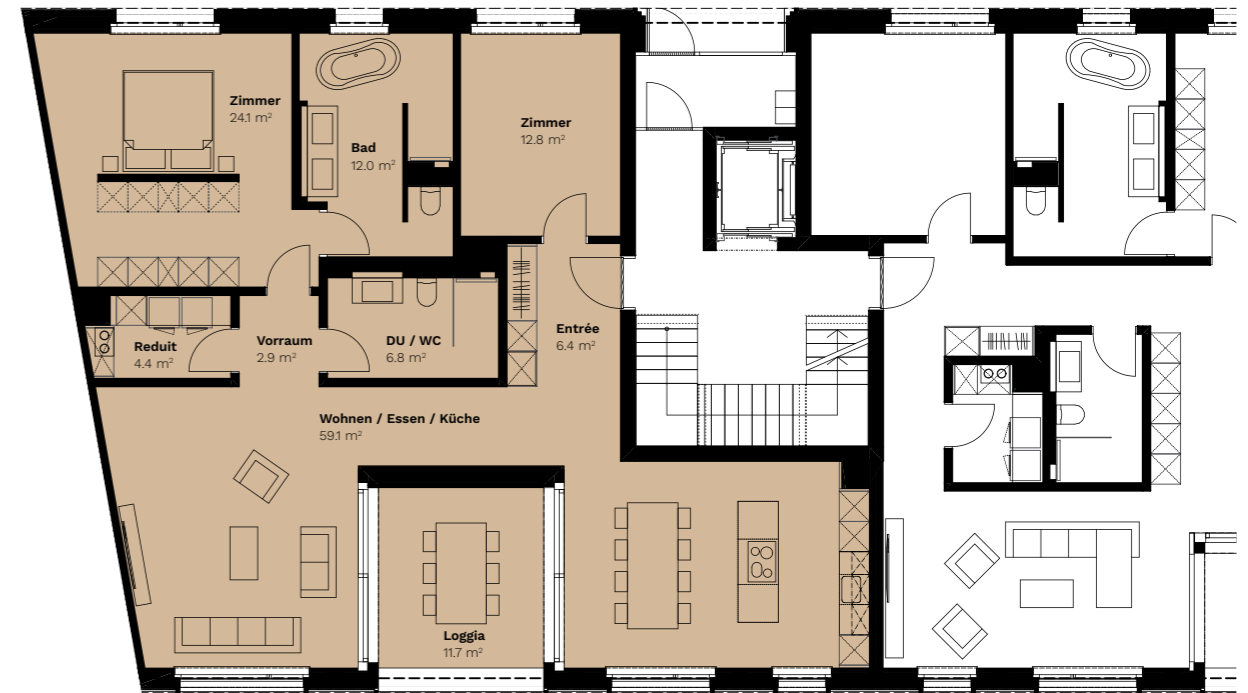 Zimmer
24.1 m²
Bad
12.0 m²
Zimmer
12.8 m²
Reduit
4.4 m²
Vorraum
2.9 m²
DU / WC
6.8 m²
Entrée
6.4 m²
Wohnen / Essen / Küche
59.1 m²
Loggia
11.7 m²